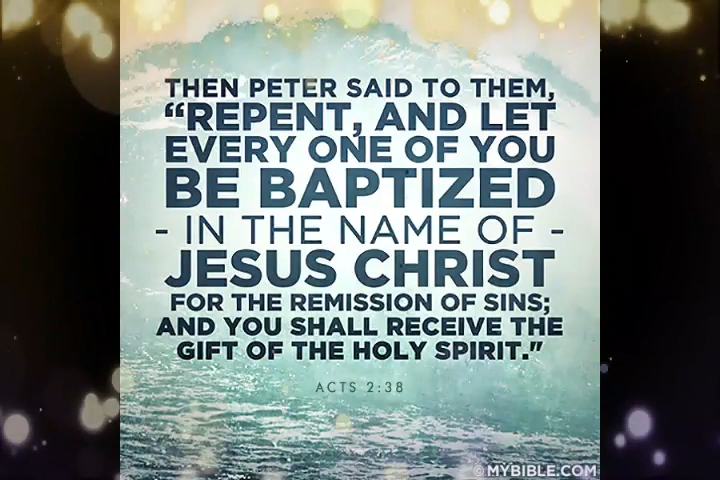 THEN PETER SAID TO THEM,
“REPENT, AND LET
EVERY ONE OF YOU
BE BAPTIZED
- IN THE NAME OF -
JESUS CHRIST
FOR THE REMISSION OF SINS;
AND YOU SHALL RECEIVE THE
GIFT OF THE HOLY SPIRIT.”
ACTS 2:38
© MYBIBLE.COM